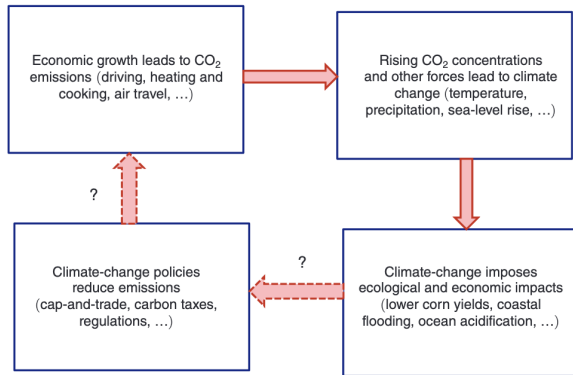 Economic growth leads to CO₂
emissions (driving, heating and
cooking, air travel, …)
Rising CO₂ concentrations
and other forces lead to climate
change (temperature,
precipitation, sea-level rise, …)
?
?
Climate-change policies
reduce emissions
(cap-and-trade, carbon taxes,
regulations, …)
Climate-change imposes
ecological and economic impacts
(lower corn yields, coastal
flooding, ocean acidification, …)